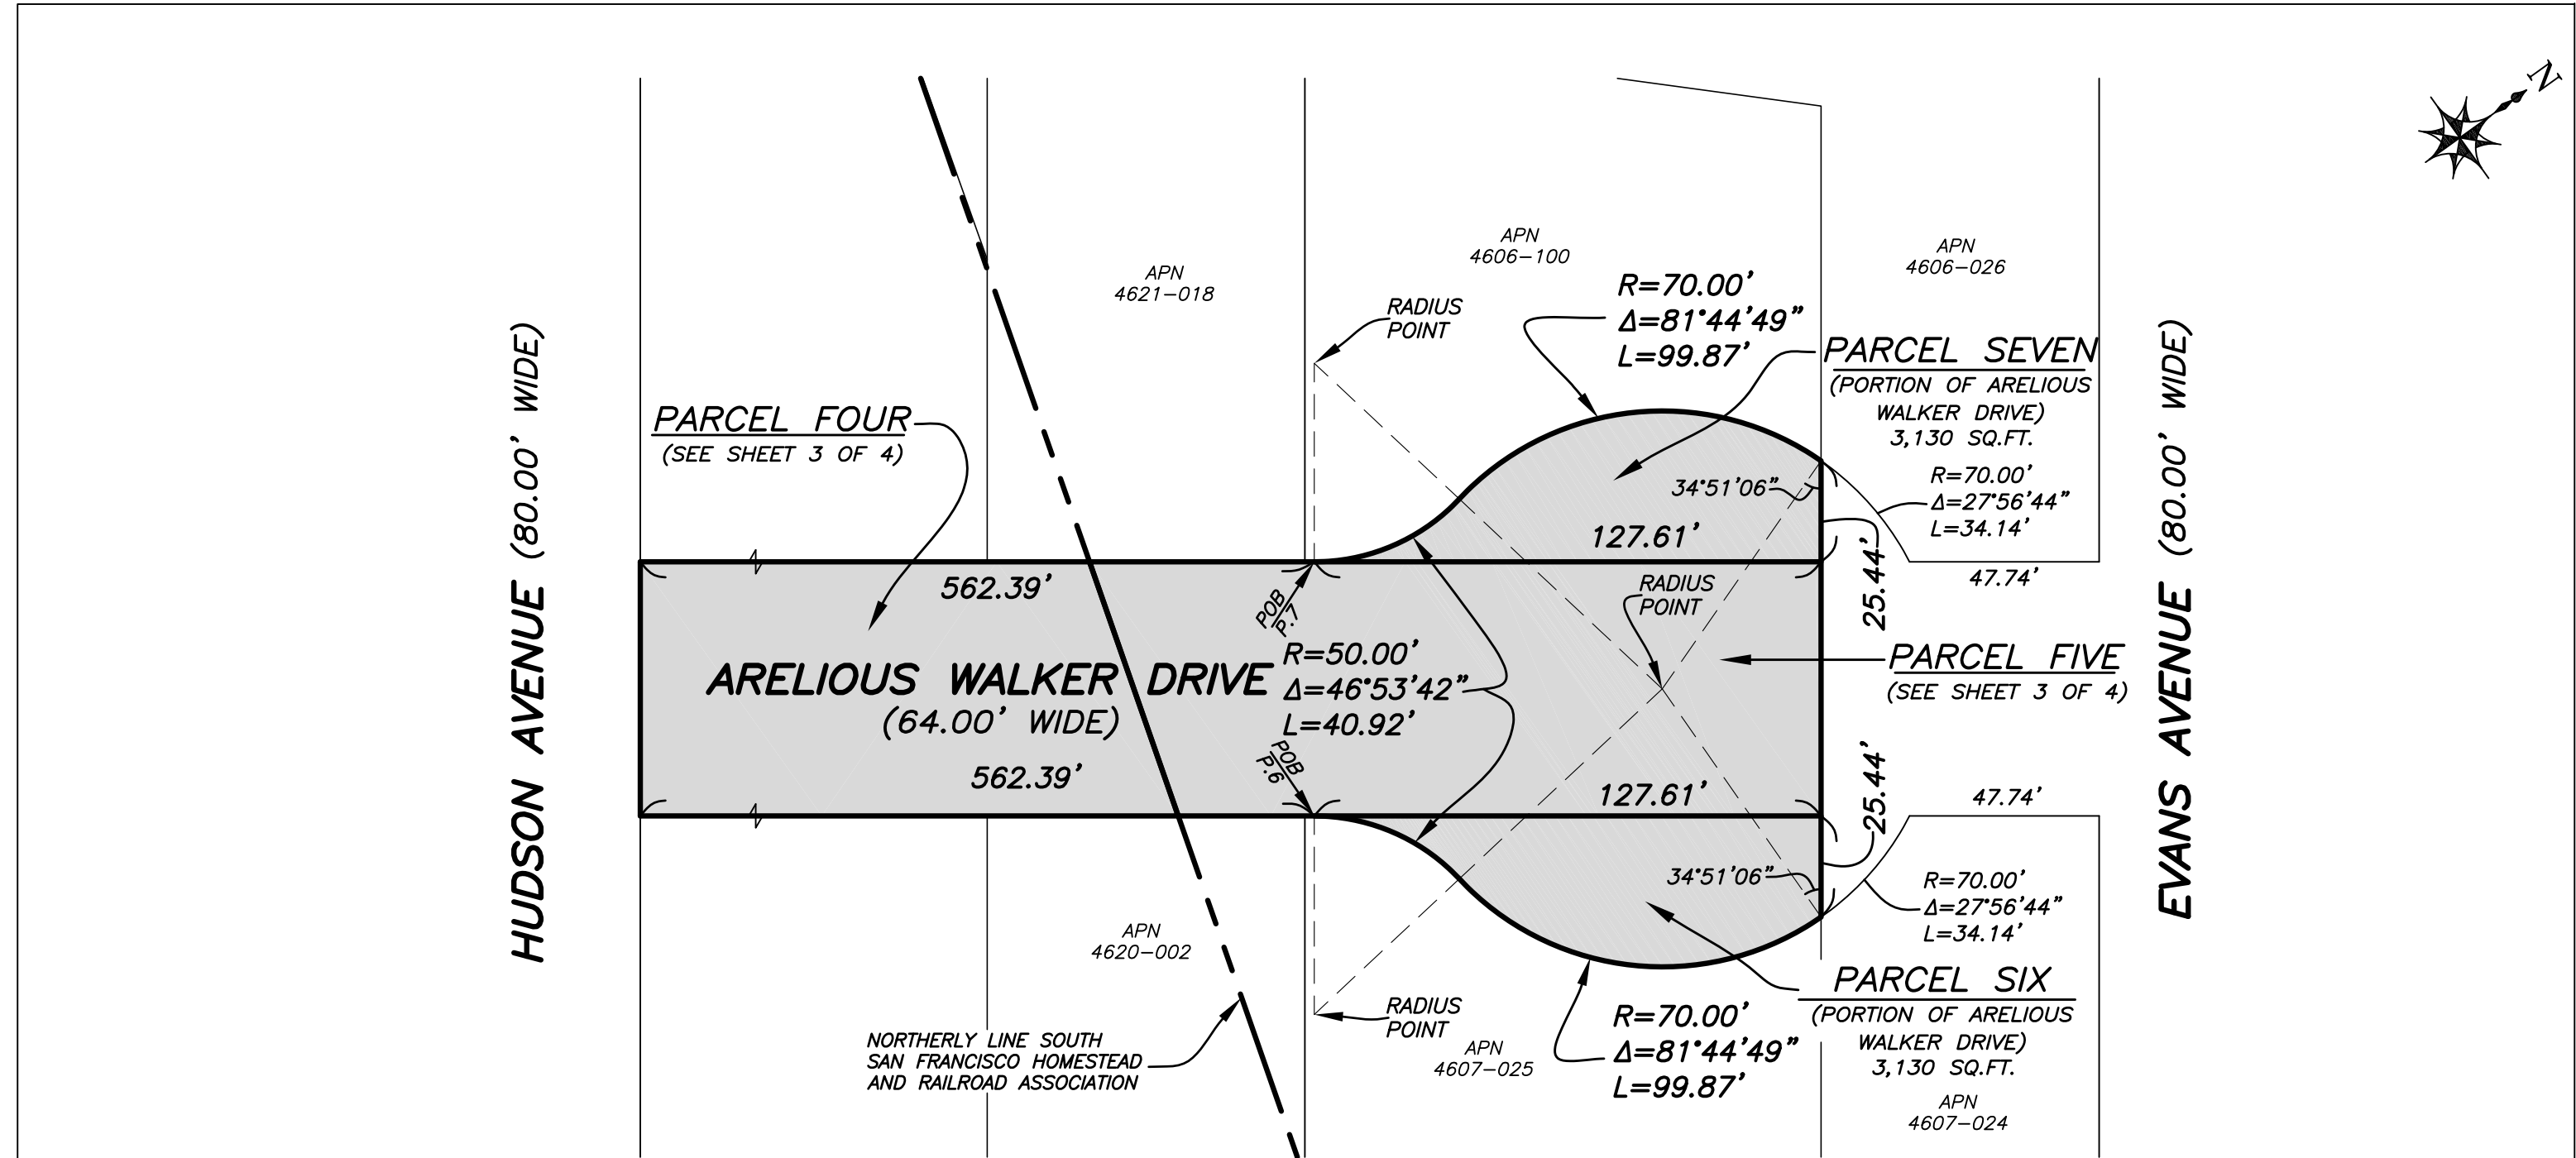 N
APN
4606-100
APN
4606-026
APN
4621-018
RADIUS
POINT
R=70.00'
Δ=81°44'49"
L=99.87'
PARCEL SEVEN
(PORTION OF ARELIOUS
WALKER DRIVE)
3,130 SQ.FT.
PARCEL FOUR
(SEE SHEET 3 OF 4)
R=70.00'
Δ=27°56'44"
L=34.14'
34°51'06"
127.61'
47.74'
25.44'
562.39'
POB
P.7
RADIUS
POINT
HUDSON AVENUE (80.00' WIDE)
EVANS AVENUE (80.00' WIDE)
ARELIOUS WALKER DRIVE
(64.00' WIDE)
R=50.00'
Δ=46°53'42"
L=40.92'
PARCEL FIVE
(SEE SHEET 3 OF 4)
562.39'
POB
P.6
127.61'
25.44'
47.74'
34°51'06"
R=70.00'
Δ=27°56'44"
L=34.14'
APN
4620-002
PARCEL SIX
(PORTION OF ARELIOUS
WALKER DRIVE)
3,130 SQ.FT.
RADIUS
POINT
R=70.00'
Δ=81°44'49"
L=99.87'
NORTHERLY LINE SOUTH
SAN FRANCISCO HOMESTEAD
AND RAILROAD ASSOCIATION
APN
4607-025
APN
4607-024